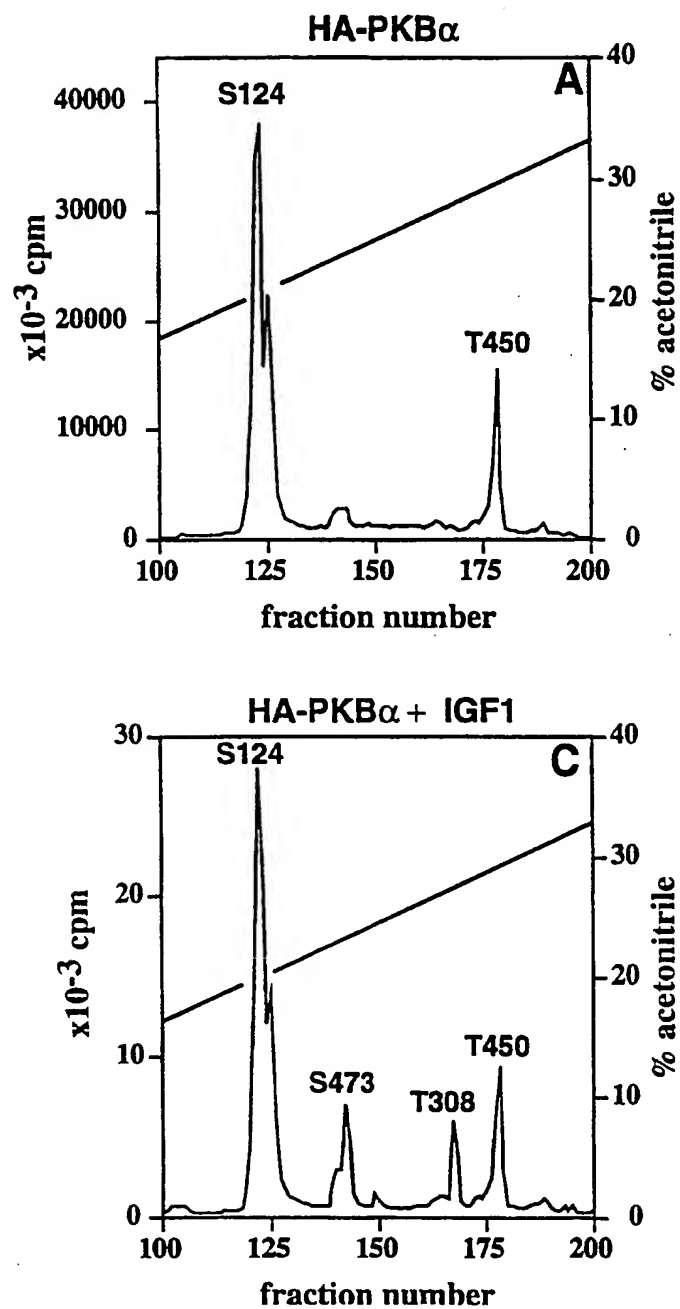 HA-PKBα
A
S124
T450
x10-3 cpm
40000
30000
20000
10000
0
40
30
20
10
0
% acetonitrile
100 125 150 175 200
fraction number
HA-PKBα + IGF1
C
S124
S473
T308
T450
x10-3 cpm
30
20
10
0
40
30
20
10
0
% acetonitrile
100 125 150 175 200
fraction number